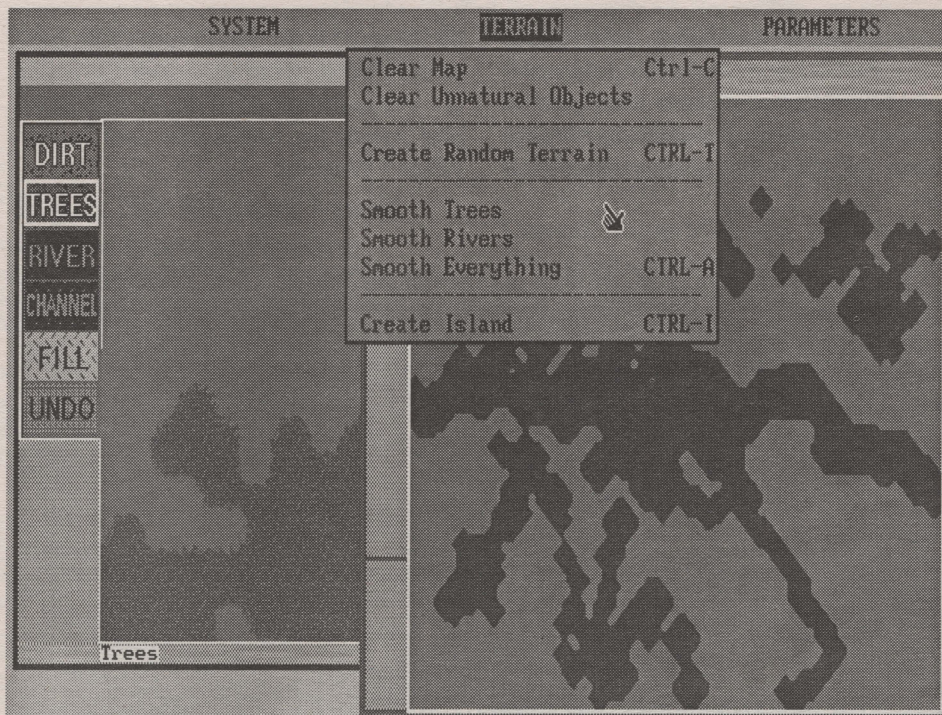 SYSTEM TERRAIN PARAMETERS
Clear Map Ctrl-C
Clear Unnatural Objects
Create Random Terrain CTRL-T
Smooth Trees
Smooth Rivers
Smooth Everything CTRL-A
Create Island CTRL-I
DIRT
TREES
RIVER
CHANNEL
FILL
UNDO
Trees